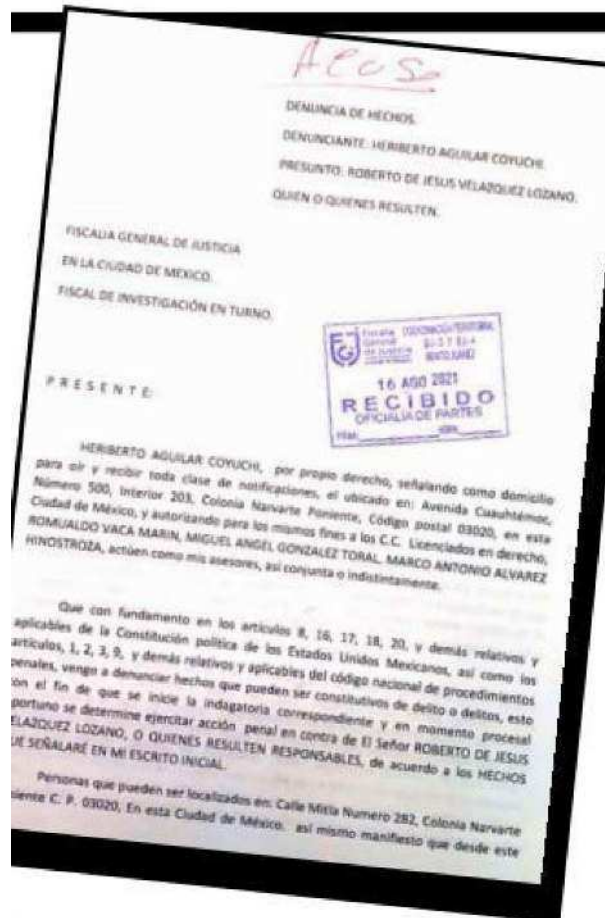 Acuse
DENUNCIA DE HECHOS.
DENUNCIANTE: HERIBERTO AGUILAR COYUCHI.
PRESUNTO: ROBERTO DE JESUS VELAZQUEZ LOZANO.
QUIEN O QUIENES RESULTEN.
FISCALIA GENERAL DE JUSTICIA
EN LA CIUDAD DE MEXICO.
FISCAL DE INVESTIGACIÓN EN TURNO.
Fiscalía General de Justicia
COORDINACIÓN TERRITORIAL
BENITO JUÁREZ
16 AGO 2021
RECIBIDO
OFICIALIA DE PARTES
P R E S E N T E:
HERIBERTO AGUILAR COYUCHI, por propio derecho, señalando como domicilio
para oír y recibir toda clase de notificaciones, el ubicado en: Avenida Cuauhtémoc,
Número 500, Interior 203, Colonia Narvarte Poniente, Código postal 03020, en esta
Ciudad de México, y autorizando para los mismos fines a los C.C. Licenciados en derecho,
ROMUALDO VACA MARIN, MIGUEL ANGEL GONZALEZ TORAL, MARCO ANTONIO ALVAREZ
HINOSTROZA, actúen como mis asesores, así conjunta o indistintamente.
Que con fundamento en los artículos 8, 16, 17, 18, 20, y demás relativos y
aplicables de la Constitución política de los Estados Unidos Mexicanos, así como los
artículos, 1, 2, 3, 9, y demás relativos y aplicables del código nacional de procedimientos
penales, vengo a denunciar hechos que pueden ser constitutivos de delito o delitos, esto
con el fin de que se inicie la indagatoria correspondiente y en momento procesal
oportuno se determine ejercitar acción penal en contra de El Señor ROBERTO DE JESUS
VELAZQUEZ LOZANO, O QUIENES RESULTEN RESPONSABLES, de acuerdo a los HECHOS
UE SEÑALARÉ EN MI ESCRITO INICIAL.
Personas que pueden ser localizados en: Calle Mitla Numero 282, Colonia Narvarte
niente C. P. 03020, En esta Ciudad de México, así mismo manifiesto que desde este